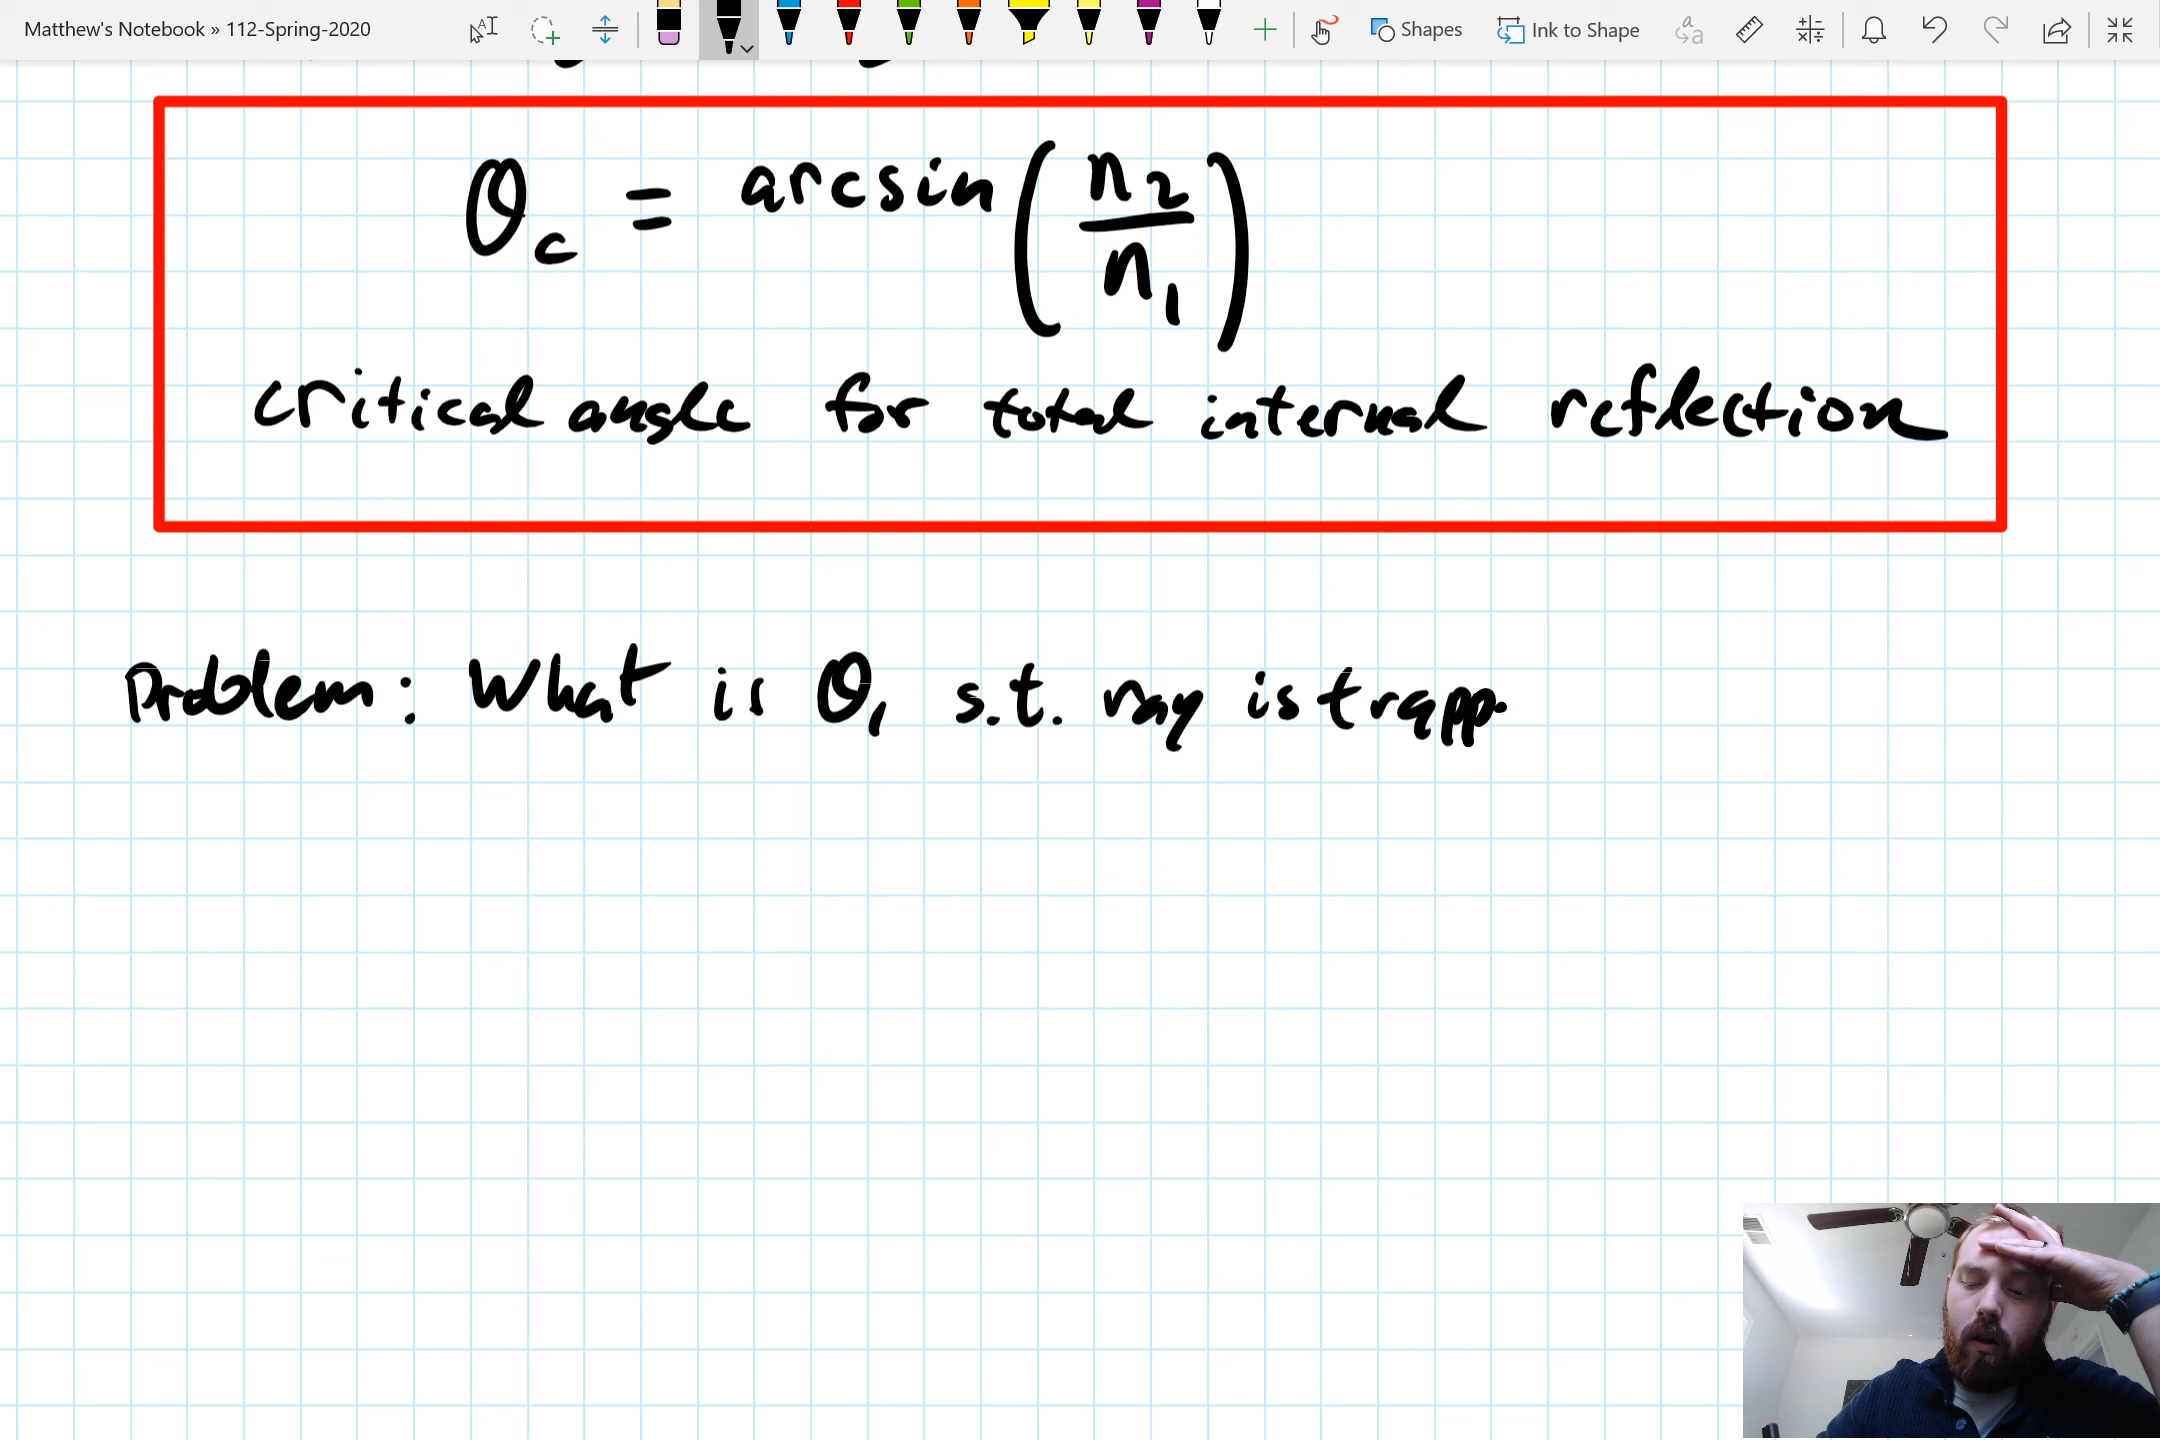 Matthew's Notebook » 112-Spring-2020
Shapes
Ink to Shape
θc = arcsin(n2/n1)
critical angle for total internal reflection
Problem: What is θ1 s.t. ray is trapp